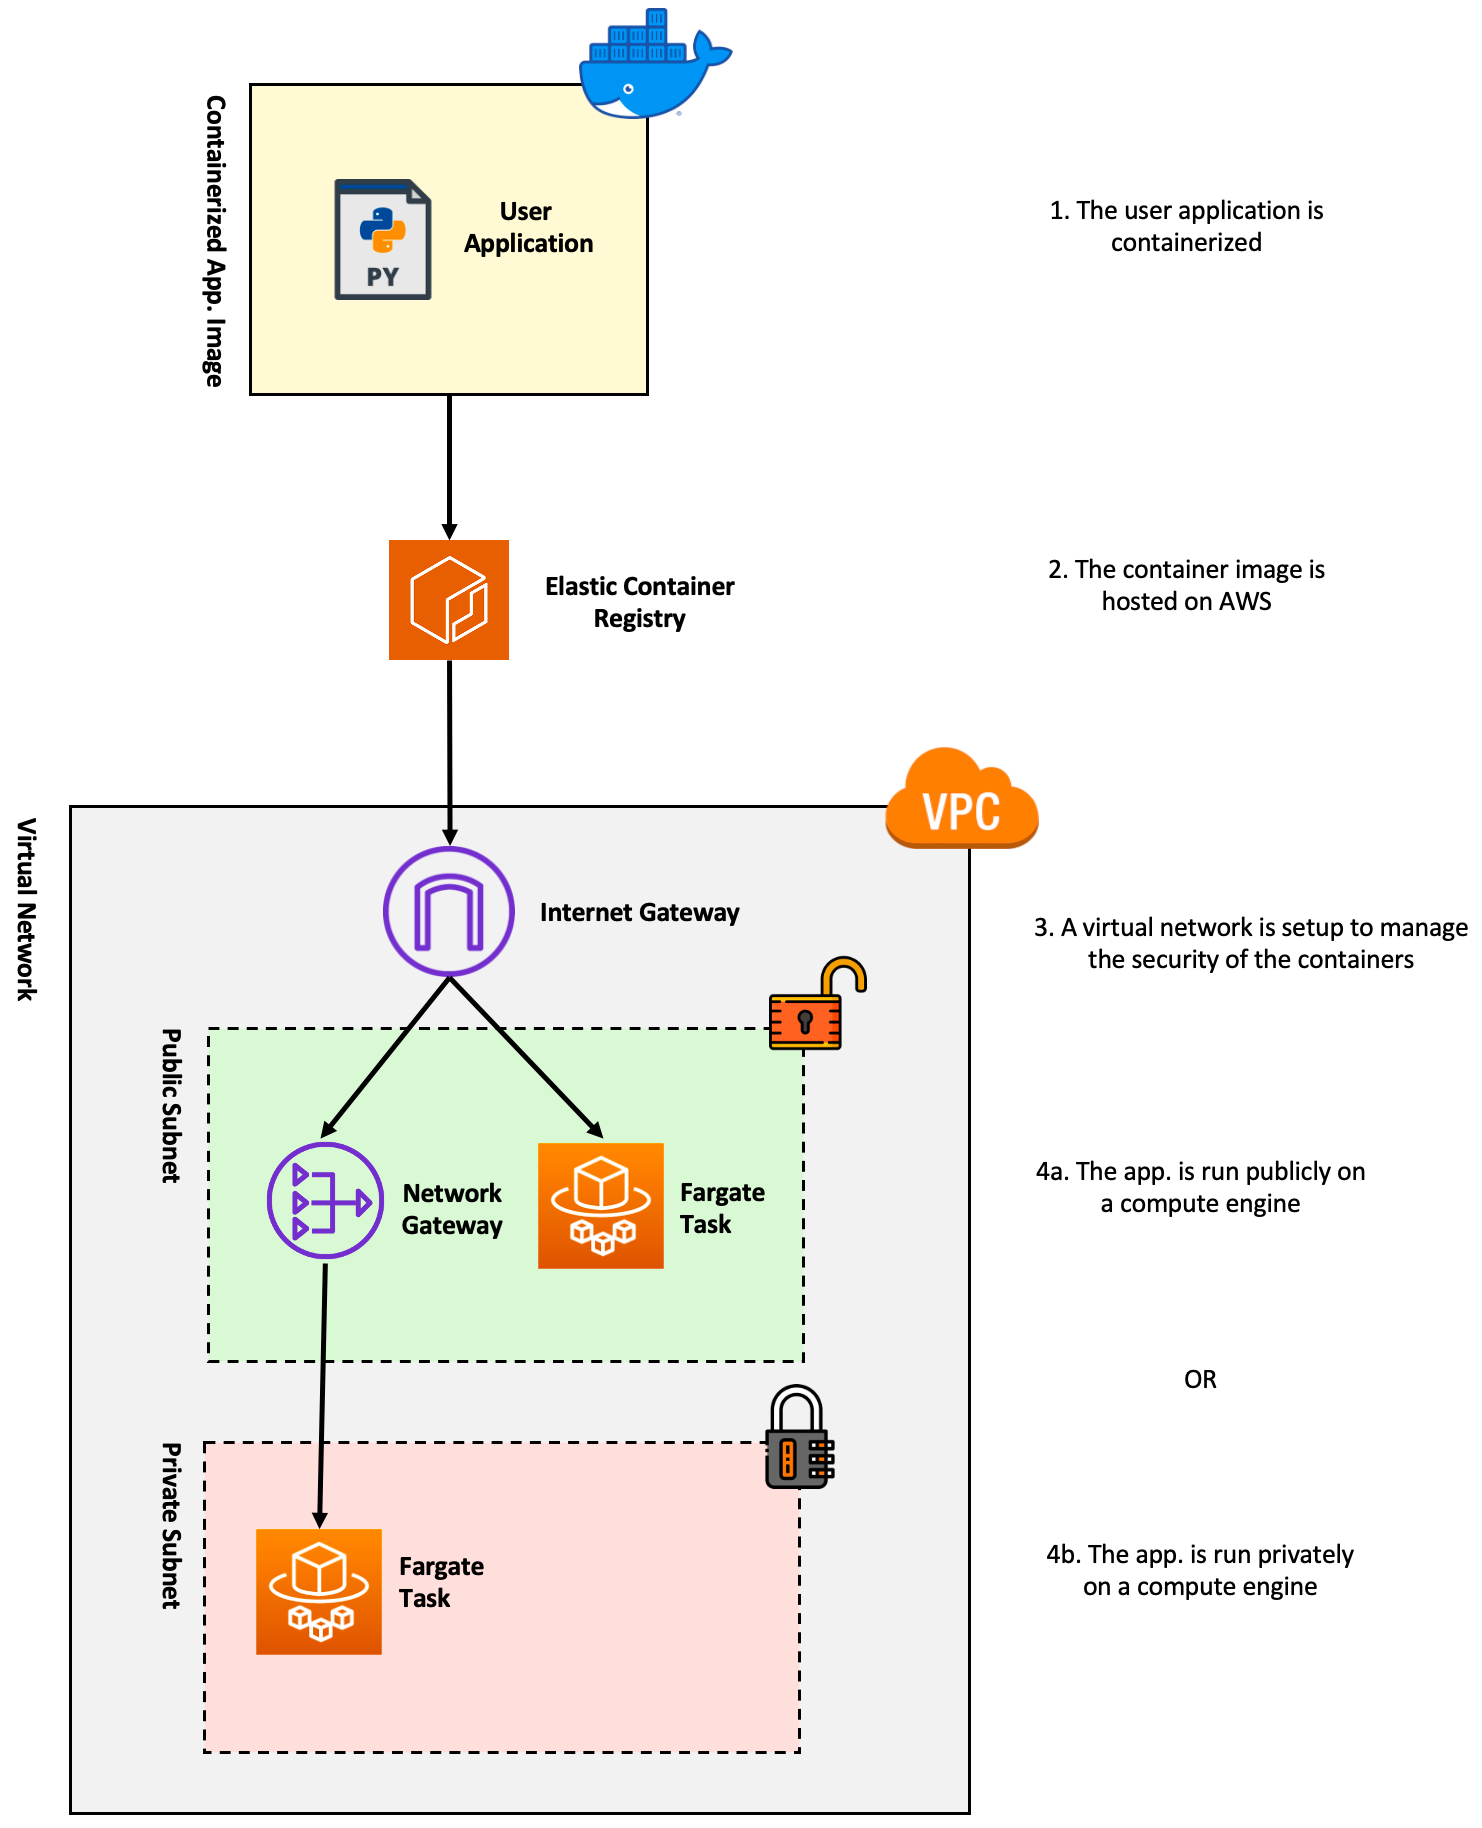 Containerized App. Image
PY
User
Application
1. The user application is
containerized
Elastic Container
Registry
2. The container image is
hosted on AWS
VPC
Virtual Network
Internet Gateway
3. A virtual network is setup to manage
the security of the containers
Public Subnet
Network
Gateway
Fargate
Task
4a. The app. is run publicly on
a compute engine
OR
Private Subnet
Fargate
Task
4b. The app. is run privately
on a compute engine